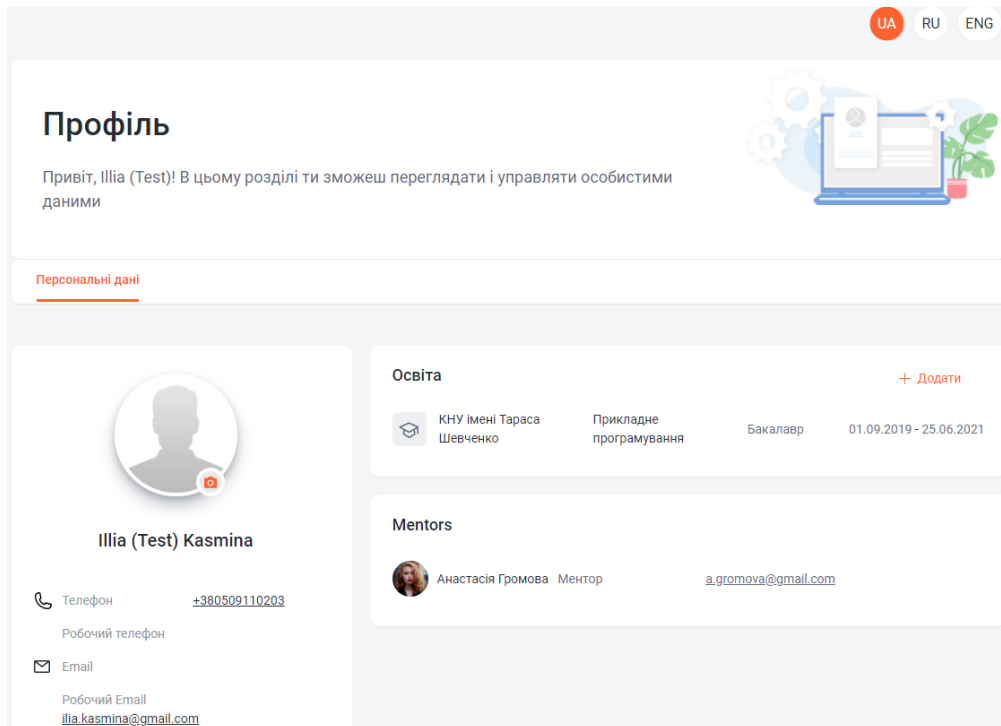 UA RU ENG
Профіль
Привіт, Illia (Test)! В цьому розділі ти зможеш переглядати і управляти особистими
даними
Персональні дані
Illia (Test) Kasmina
Телефон +380509110203
Робочий телефон
Email
Робочий Email
ilia.kasmina@gmail.com
Освіта + Додати
КНУ імені Тараса
Шевченко
Прикладне
програмування
Бакалавр
01.09.2019 - 25.06.2021
Mentors
Анастасія Громова Ментор a.gromova@gmail.com